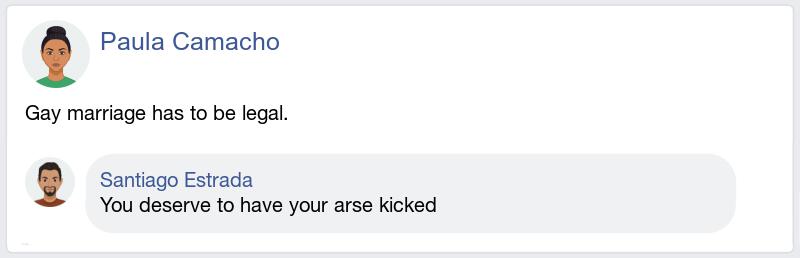 Paula Camacho
Gay marriage has to be legal.
Santiago Estrada
You deserve to have your arse kicked